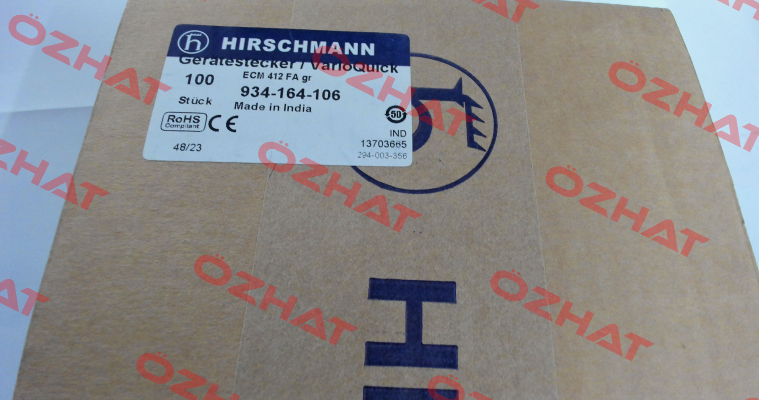 HIRSCHMANN
Gerätestecker / VarioQuick
100 ECM 412 FA gr
Stück 934-164-106
Made in India
RoHS
Compliant
CE
50
IND
13703665
48/23
294-003-356
HI
ÖZHAT
ÖZHAT
ÖZHAT
ÖZHAT
ÖZHAT
ÖZHAT
ÖZHAT
ÖZHAT
ÖZHAT
ÖZHAT
ÖZHAT
ÖZHAT